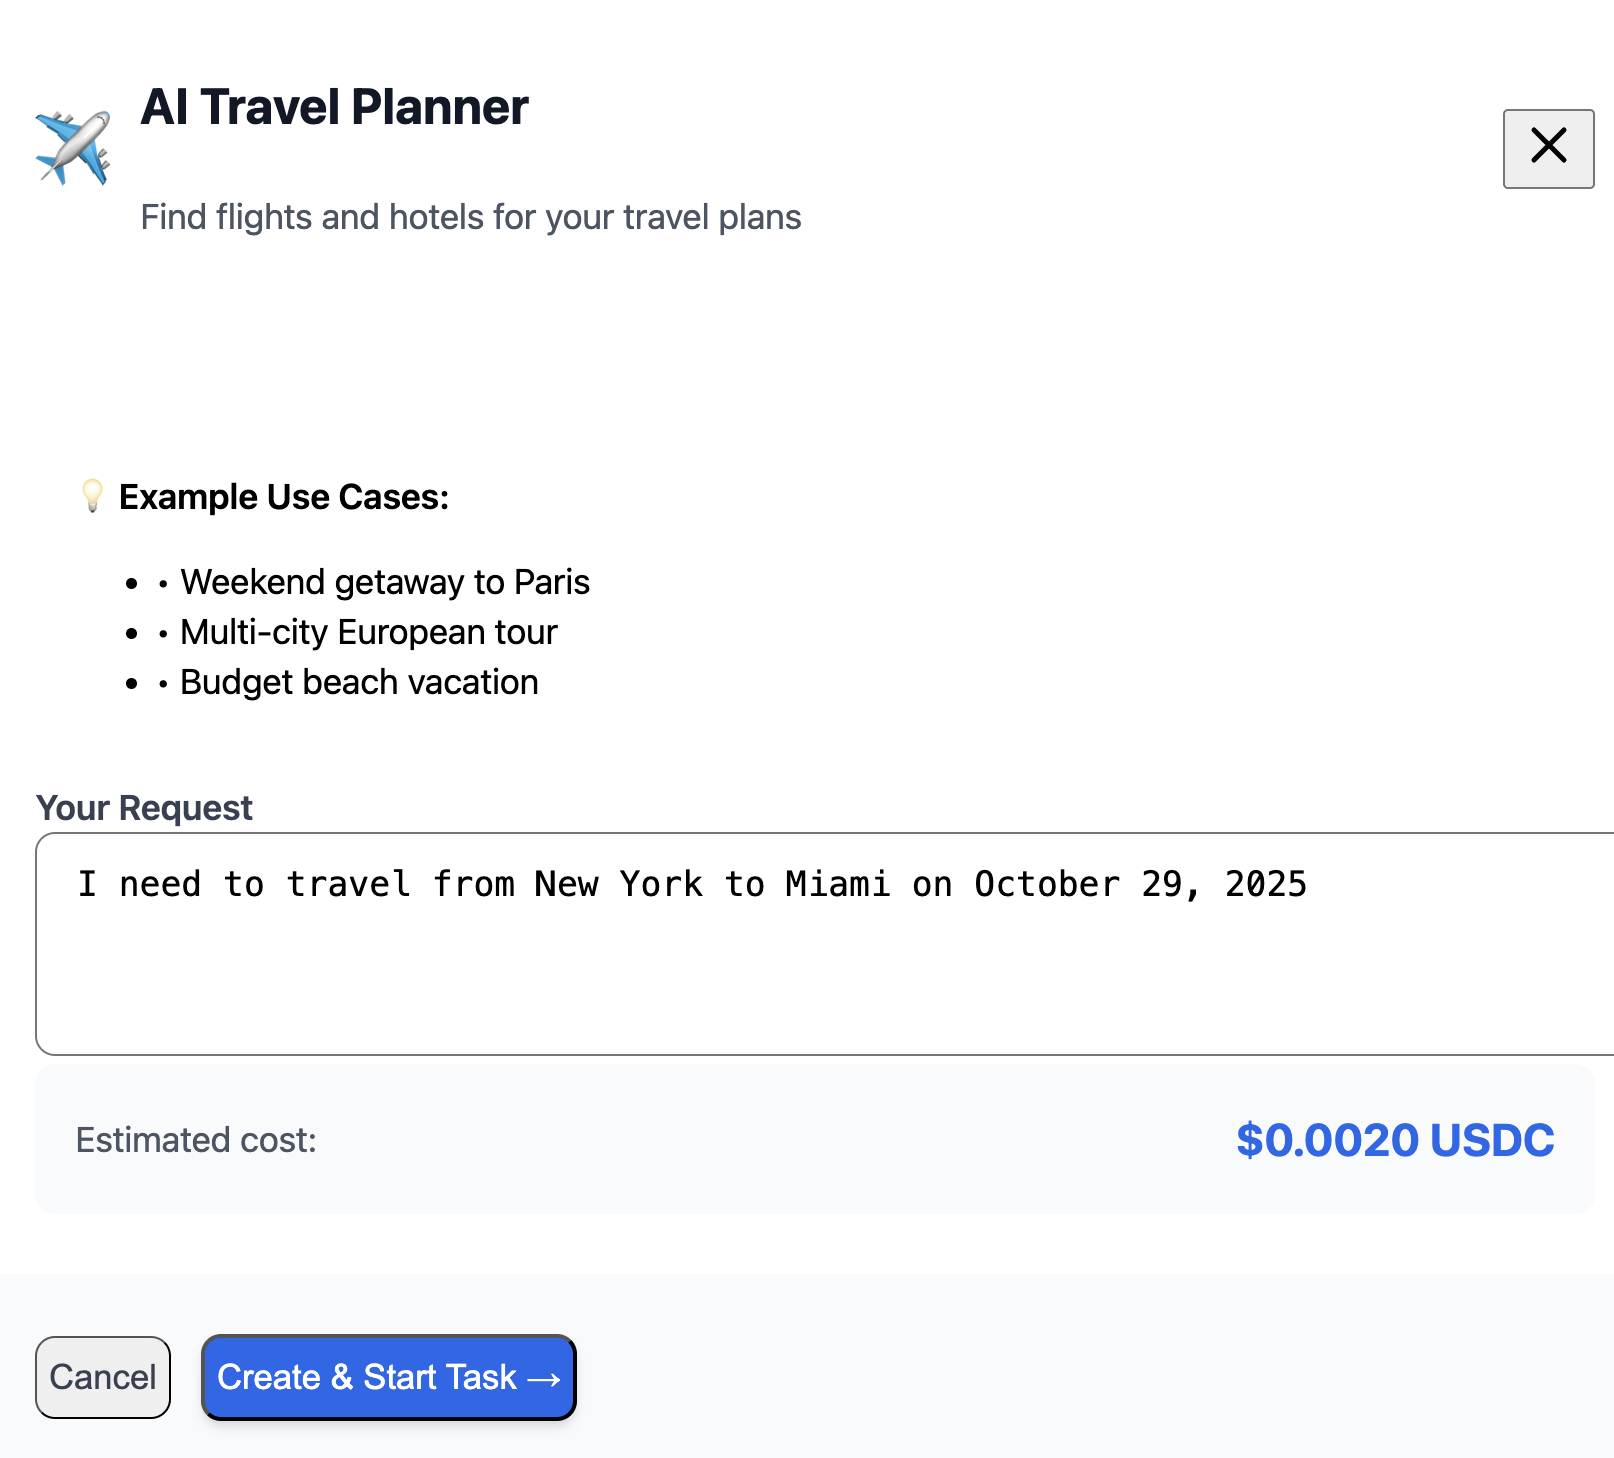 AI Travel Planner
Find flights and hotels for your travel plans
💡 Example Use Cases:
• • Weekend getaway to Paris
• • Multi-city European tour
• • Budget beach vacation
Your Request
I need to travel from New York to Miami on October 29, 2025
Estimated cost: $0.0020 USDC
Cancel Create & Start Task →